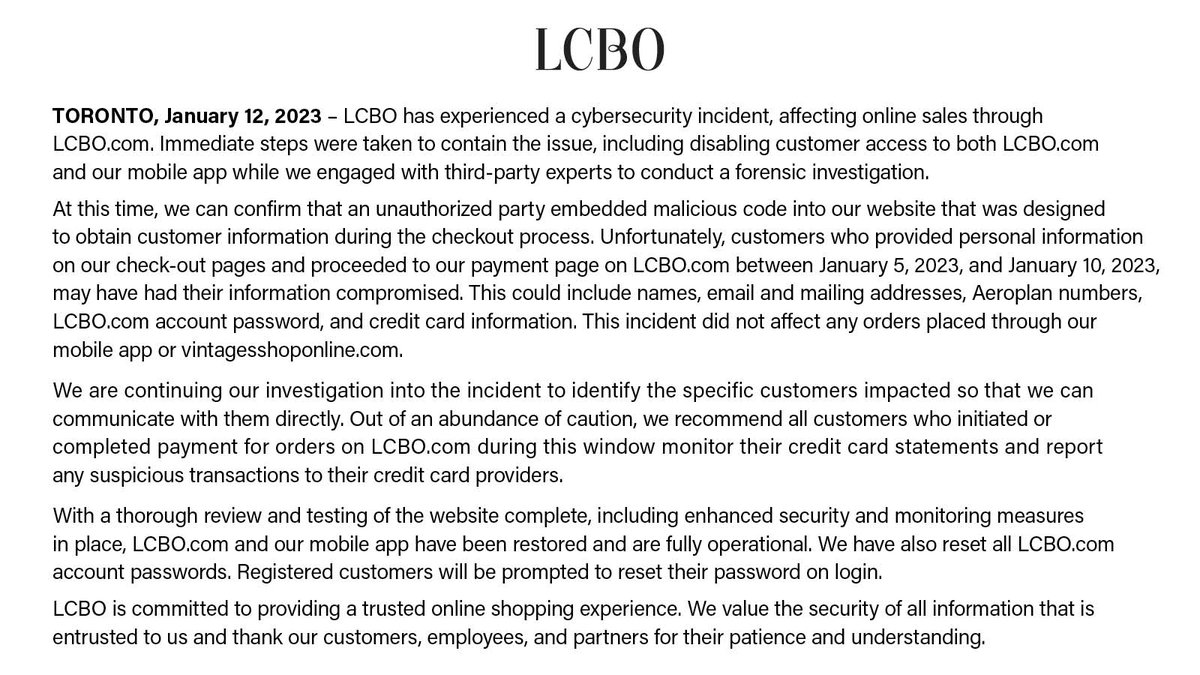 LCBO
TORONTO, January 12, 2023 – LCBO has experienced a cybersecurity incident, affecting online sales through
LCBO.com. Immediate steps were taken to contain the issue, including disabling customer access to both LCBO.com
and our mobile app while we engaged with third-party experts to conduct a forensic investigation.
At this time, we can confirm that an unauthorized party embedded malicious code into our website that was designed
to obtain customer information during the checkout process. Unfortunately, customers who provided personal information
on our check-out pages and proceeded to our payment page on LCBO.com between January 5, 2023, and January 10, 2023,
may have had their information compromised. This could include names, email and mailing addresses, Aeroplan numbers,
LCBO.com account password, and credit card information. This incident did not affect any orders placed through our
mobile app or vintagesshoponline.com.
We are continuing our investigation into the incident to identify the specific customers impacted so that we can
communicate with them directly. Out of an abundance of caution, we recommend all customers who initiated or
completed payment for orders on LCBO.com during this window monitor their credit card statements and report
any suspicious transactions to their credit card providers.
With a thorough review and testing of the website complete, including enhanced security and monitoring measures
in place, LCBO.com and our mobile app have been restored and are fully operational. We have also reset all LCBO.com
account passwords. Registered customers will be prompted to reset their password on login.
LCBO is committed to providing a trusted online shopping experience. We value the security of all information that is
entrusted to us and thank our customers, employees, and partners for their patience and understanding.